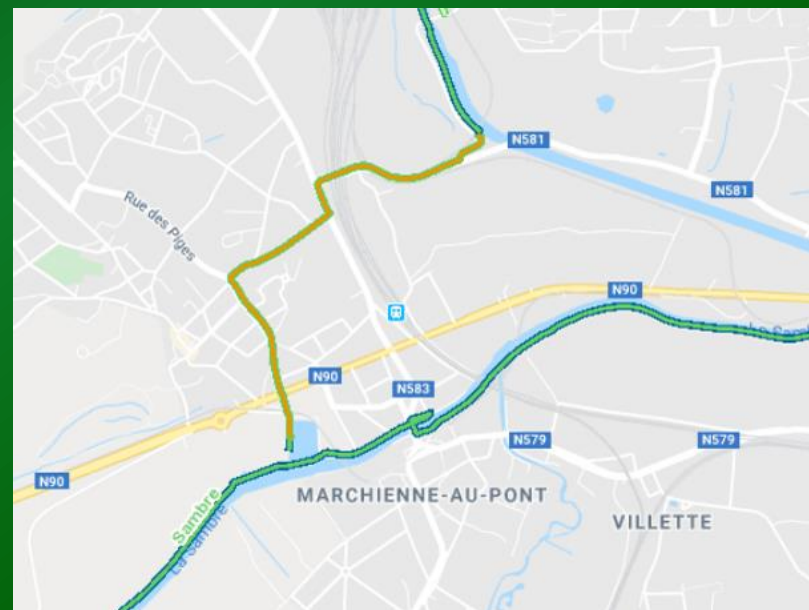 N581
N581
Rue des Piges
N90
N90
N583
N579
N579
N90
MARCHIENNE-AU-PONT
VILLETTE
Sambre
La Sambre